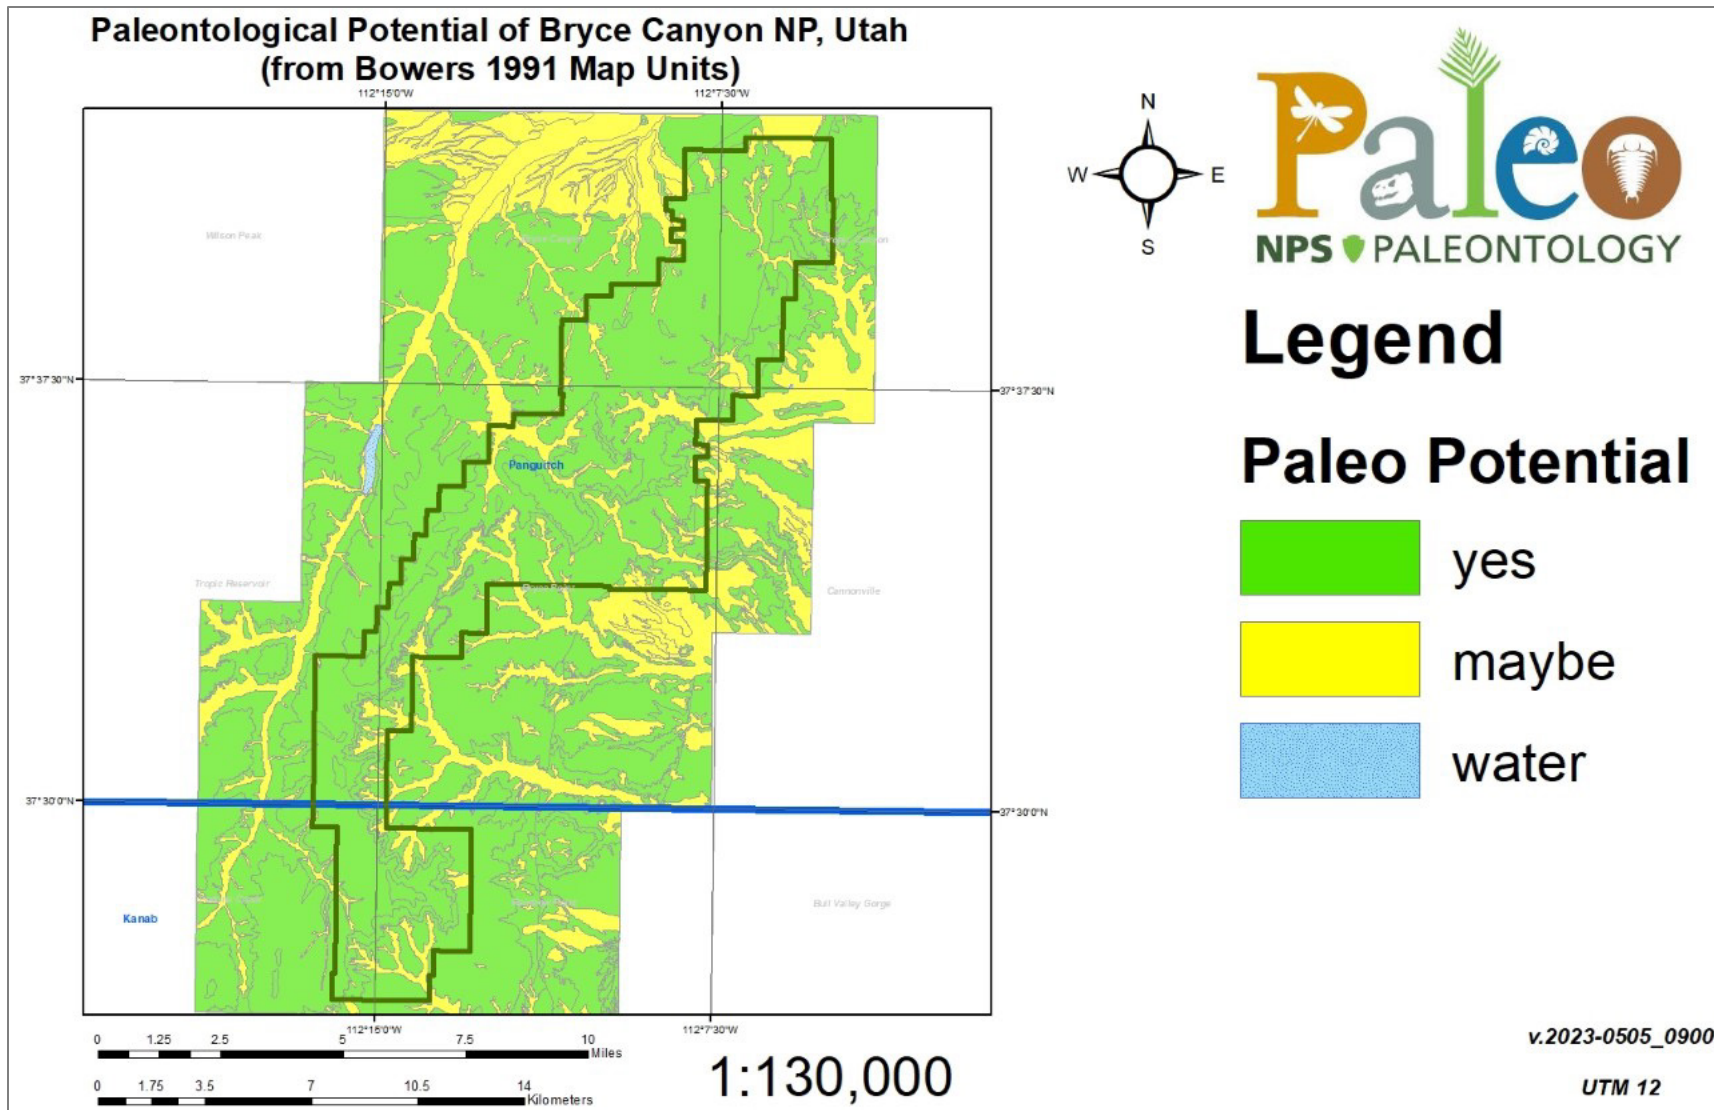 Paleontological Potential of Bryce Canyon NP, Utah
(from Bowers 1991 Map Units)
112°15'0"W
112°7'30"W
N
W
E
S
Paleo
NPS PALEONTOLOGY
Wilson Peak
Legend
37°37'30"N
37°37'30"N
Paleo Potential
Panguitch
yes
Tropic Reservoir
Cannonville
maybe
water
37°30'0"N
37°30'0"N
Kanab
Bull Valley Gorge
112°15'0"W
112°7'30"W
0 1.25 2.5 5 7.5 10
Miles
0 1.75 3.5 7 10.5 14
Kilometers
1:130,000
v.2023-0505_0900
UTM 12